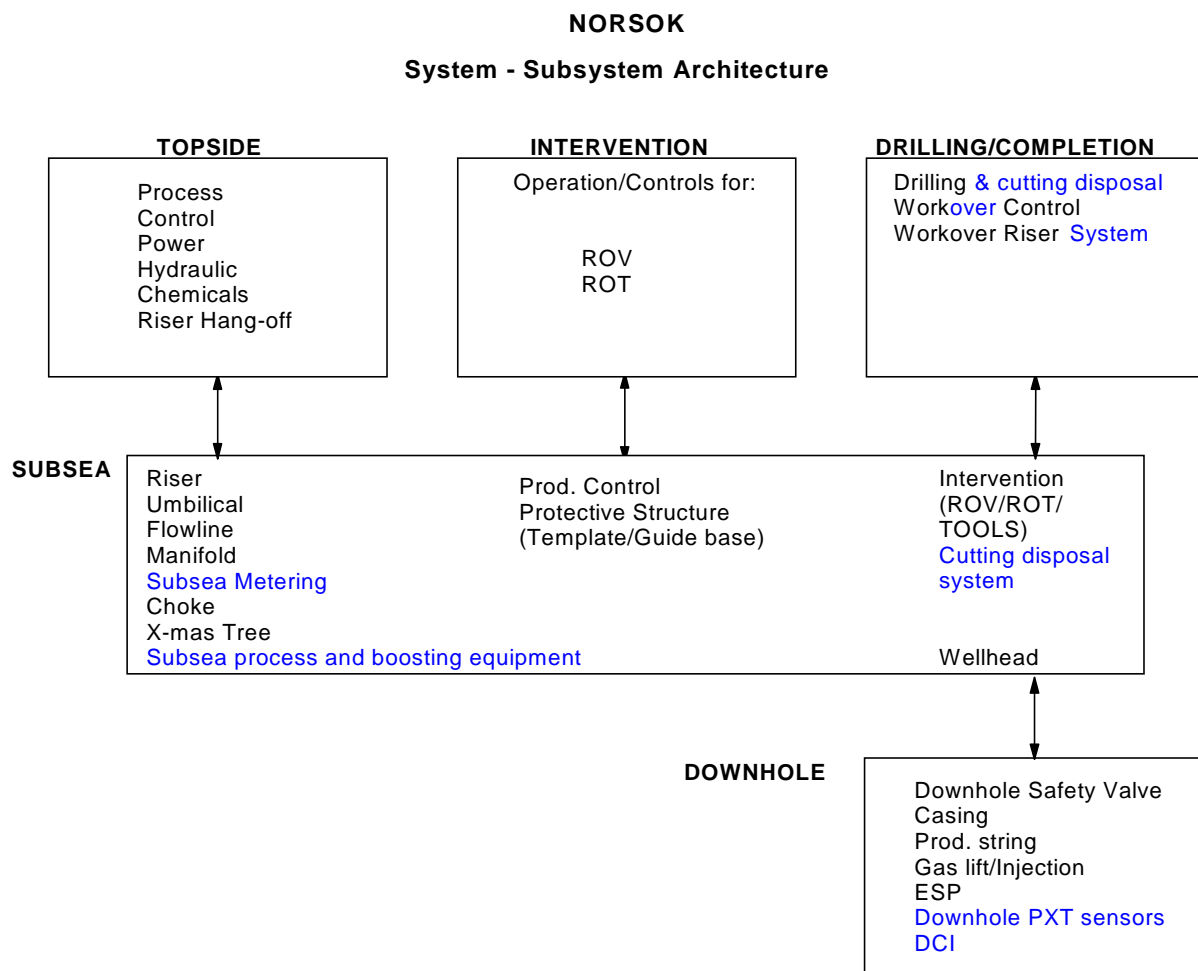 NORSOK
System - Subsystem Architecture
TOPSIDE
Process
Control
Power
Hydraulic
Chemicals
Riser Hang-off
INTERVENTION
Operation/Controls for:
ROV
ROT
DRILLING/COMPLETION
Drilling & cutting disposal
Workover Control
Workover Riser System
SUBSEA
Riser
Umbilical
Flowline
Manifold
Subsea Metering
Choke
X-mas Tree
Subsea process and boosting equipment
Prod. Control
Protective Structure
(Template/Guide base)
Intervention
(ROV/ROT/
TOOLS)
Cutting disposal
system
Wellhead
DOWNHOLE
Downhole Safety Valve
Casing
Prod. string
Gas lift/Injection
ESP
Downhole PXT sensors
DCI